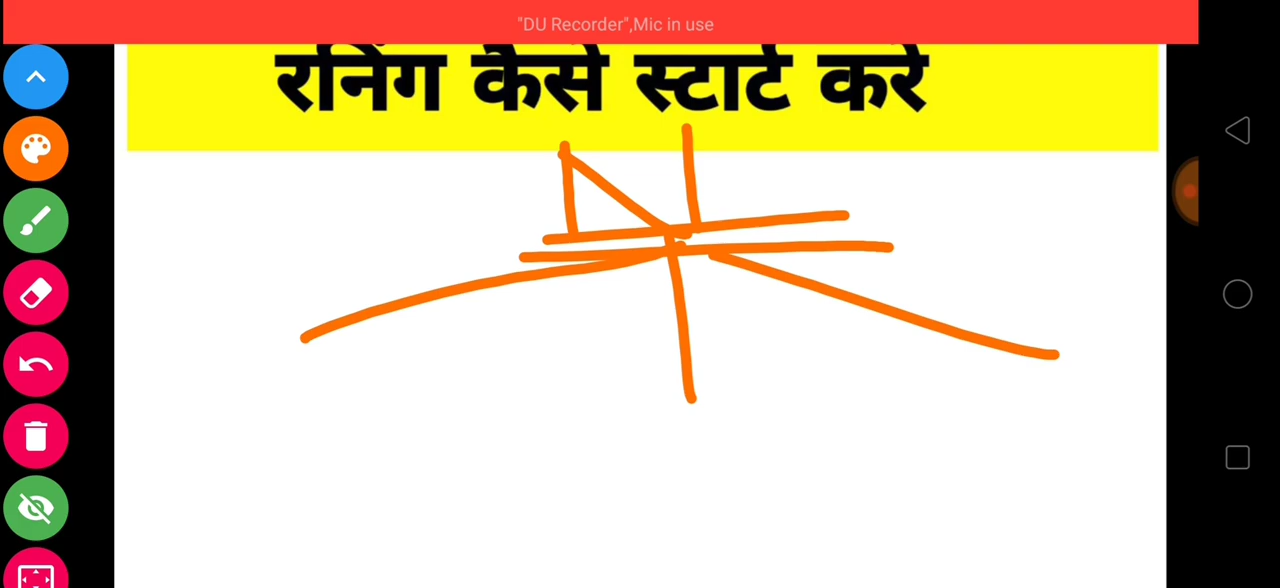 "DU Recorder",Mic in use
रनिंग कैसे स्टार्ट करे